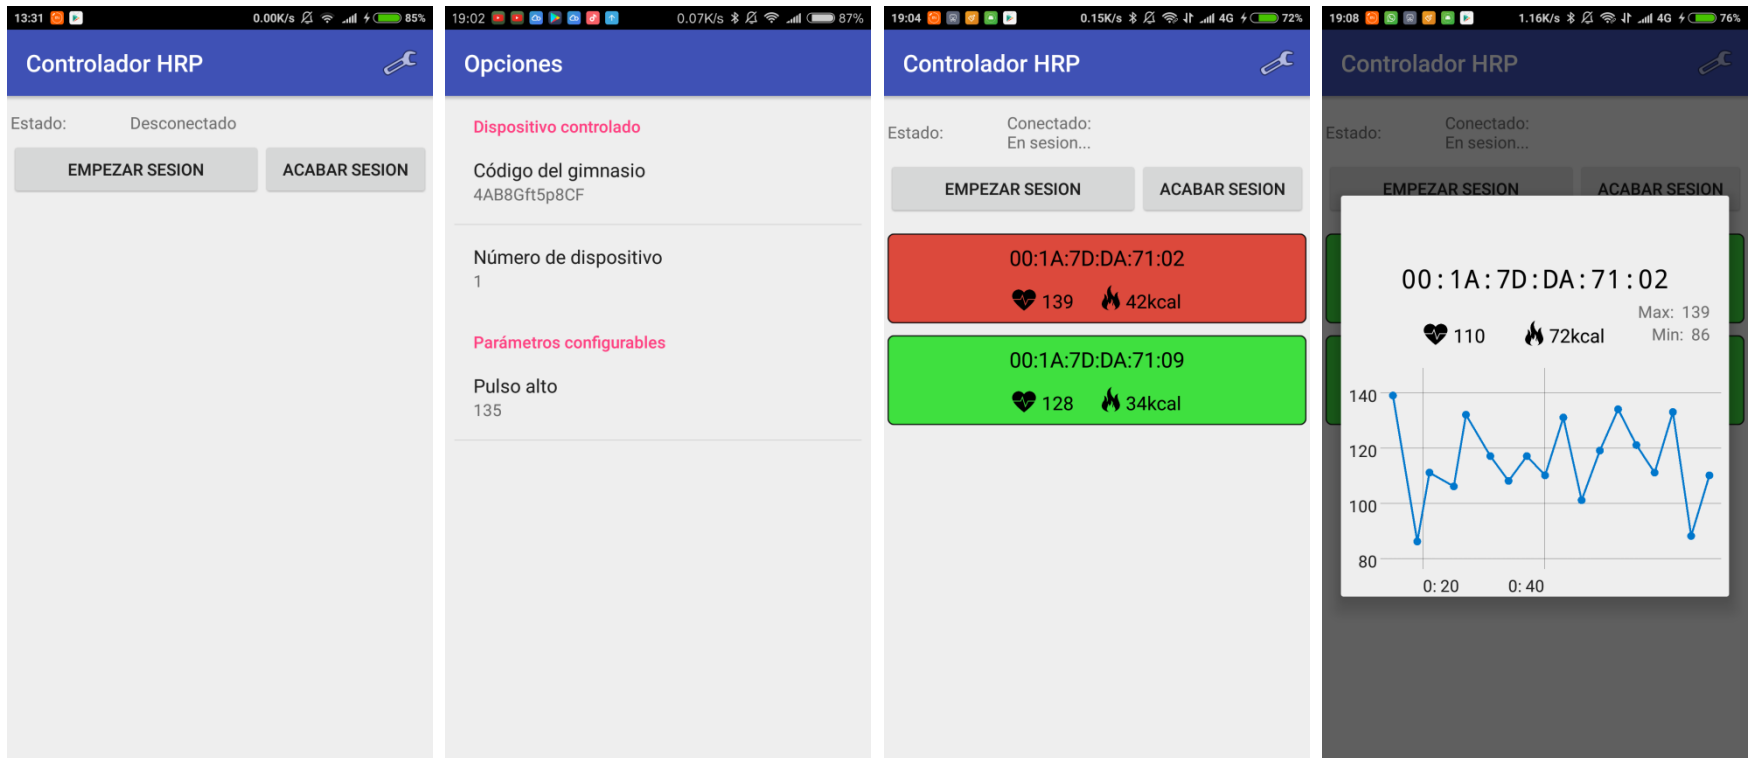 13:31 0.00K/s 85%
Controlador HRP
Estado: Desconectado
EMPEZAR SESION ACABAR SESION
19:02 0.07K/s 87%
Opciones
Dispositivo controlado
Código del gimnasio
4AB8Gft5p8CF
Número de dispositivo
1
Parámetros configurables
Pulso alto
135
19:04 0.15K/s 4G 72%
Controlador HRP
Estado: Conectado:
En sesion...
EMPEZAR SESION ACABAR SESION
00:1A:7D:DA:71:02
139 42kcal
00:1A:7D:DA:71:09
128 34kcal
19:08 1.16K/s 4G 76%
Controlador HRP
Estado: Conectado:
En sesion...
EMPEZAR SESION ACABAR SESION
00:1A:7D:DA:71:02
Max: 139
110 72kcal Min: 86
140
120
100
80
0:20 0:40